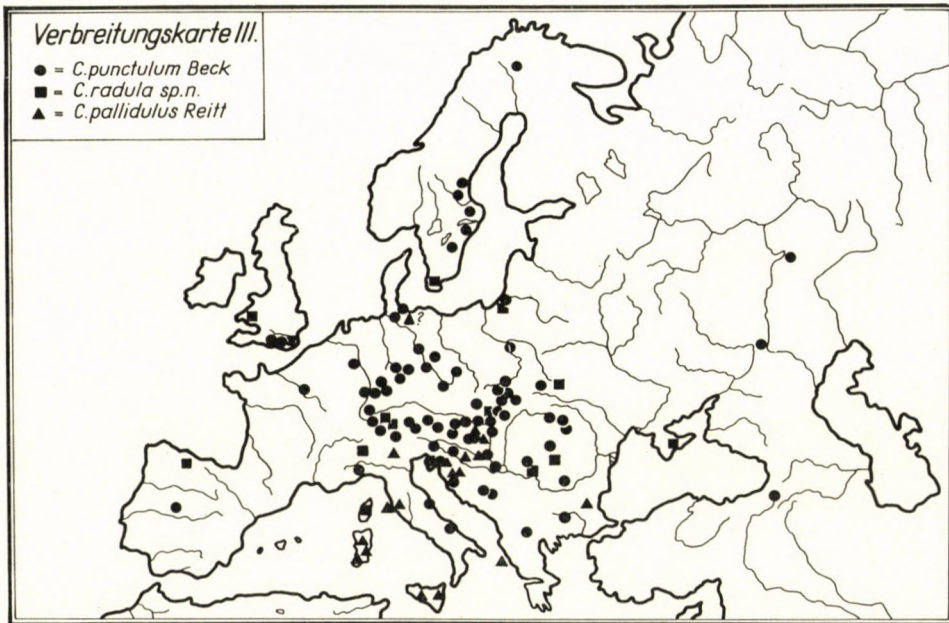 Verbreitungskarte III.
● = C. punctulum Beck
■ = C. radula sp. n.
▲ = C. pallidulus Reitt
?